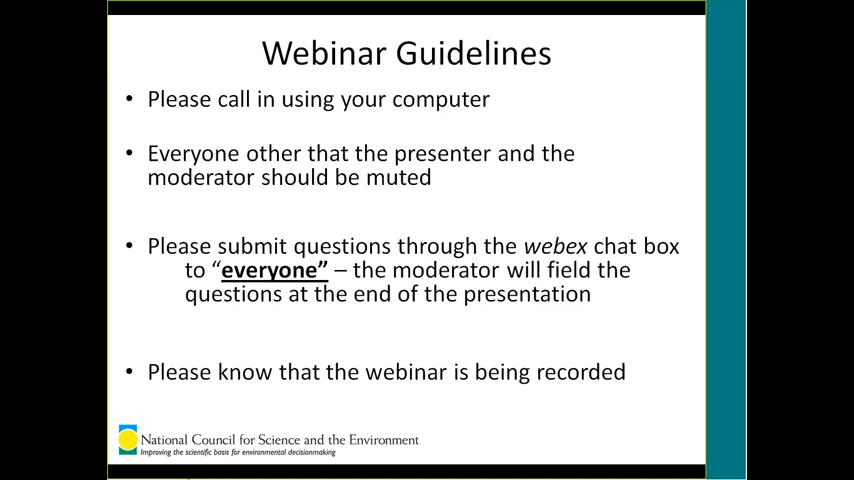 Webinar Guidelines
• Please call in using your computer
• Everyone other that the presenter and the
moderator should be muted
• Please submit questions through the webex chat box
to “everyone” – the moderator will field the
questions at the end of the presentation
• Please know that the webinar is being recorded
National Council for Science and the Environment
Improving the scientific basis for environmental decisionmaking